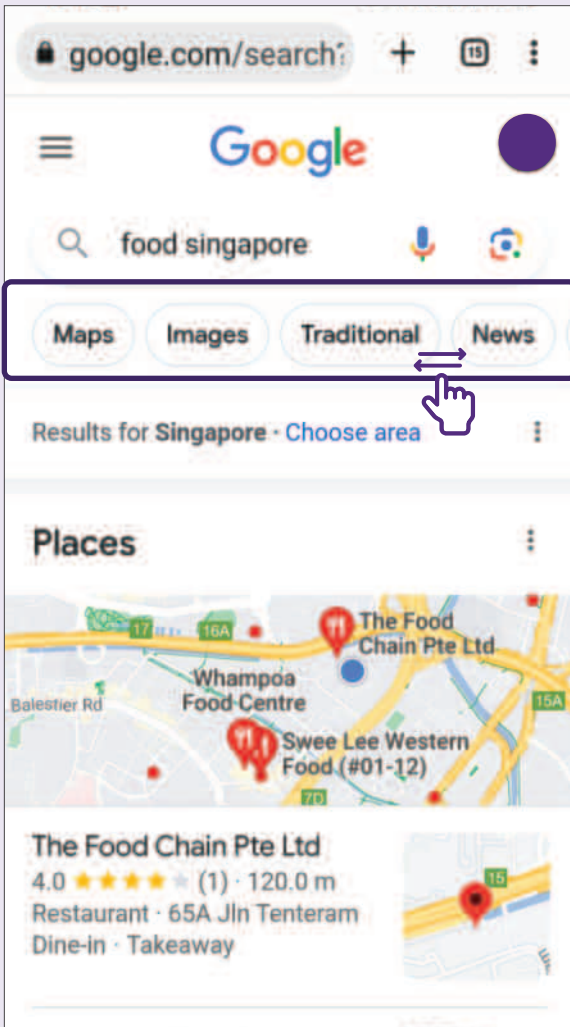 google.com/search?
15
Google
food singapore
Maps Images Traditional News
Results for Singapore · Choose area
Places
The Food
Chain Pte Ltd
17
16A
Whampoa
Food Centre
Balestier Rd
15A
Swee Lee Western
Food (#01-12)
7D
The Food Chain Pte Ltd
4.0 (1) · 120.0 m
Restaurant · 65A Jln Tenteram
Dine-in · Takeaway
15